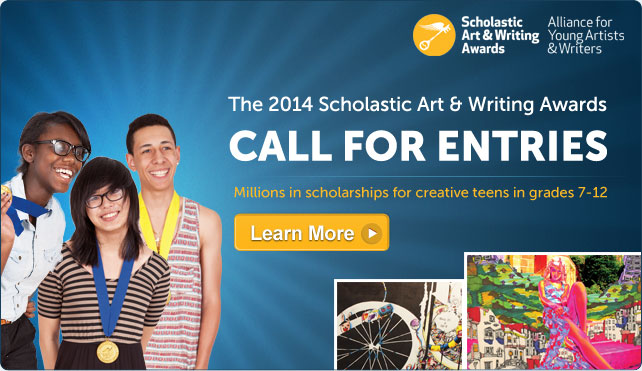 Scholastic
Art & Writing
Awards
Alliance for
Young Artists
& Writers
The 2014 Scholastic Art & Writing Awards
CALL FOR ENTRIES
Millions in scholarships for creative teens in grades 7-12
Learn More